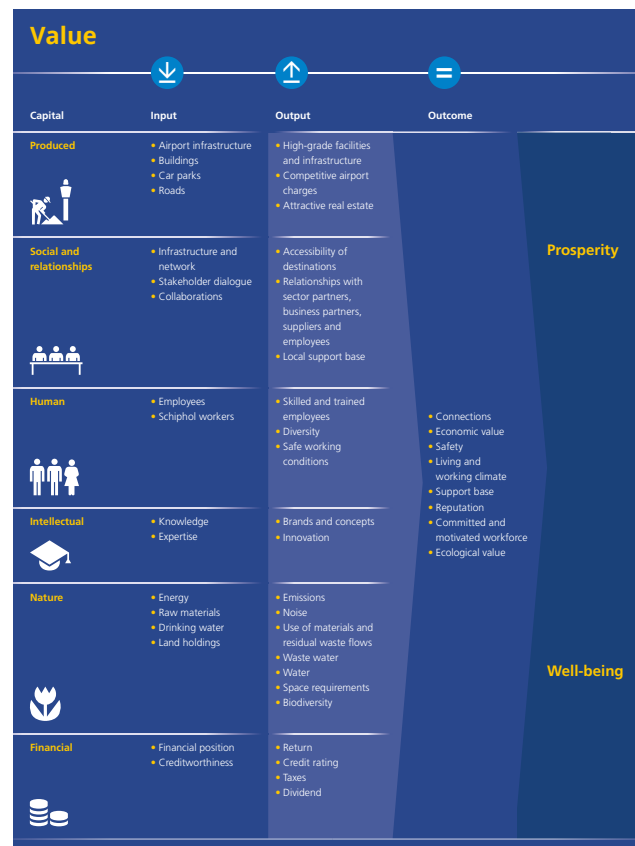 Value
Capital
Input
Output
Outcome
Produced
• Airport infrastructure
• Buildings
• Car parks
• Roads
• High-grade facilities
and infrastructure
• Competitive airport
charges
• Attractive real estate
Social and
relationships
• Infrastructure and
network
• Stakeholder dialogue
• Collaborations
• Accessibility of
destinations
• Relationships with
sector partners,
business partners,
suppliers and
employees
• Local support base
Human
• Employees
• Schiphol workers
• Skilled and trained
employees
• Diversity
• Safe working
conditions
Intellectual
• Knowledge
• Expertise
• Brands and concepts
• Innovation
Nature
• Energy
• Raw materials
• Drinking water
• Land holdings
• Emissions
• Noise
• Use of materials and
residual waste flows
• Waste water
• Water
• Space requirements
• Biodiversity
Financial
• Financial position
• Creditworthiness
• Return
• Credit rating
• Taxes
• Dividend
• Connections
• Economic value
• Safety
• Living and
working climate
• Support base
• Reputation
• Committed and
motivated workforce
• Ecological value
Prosperity
Well-being